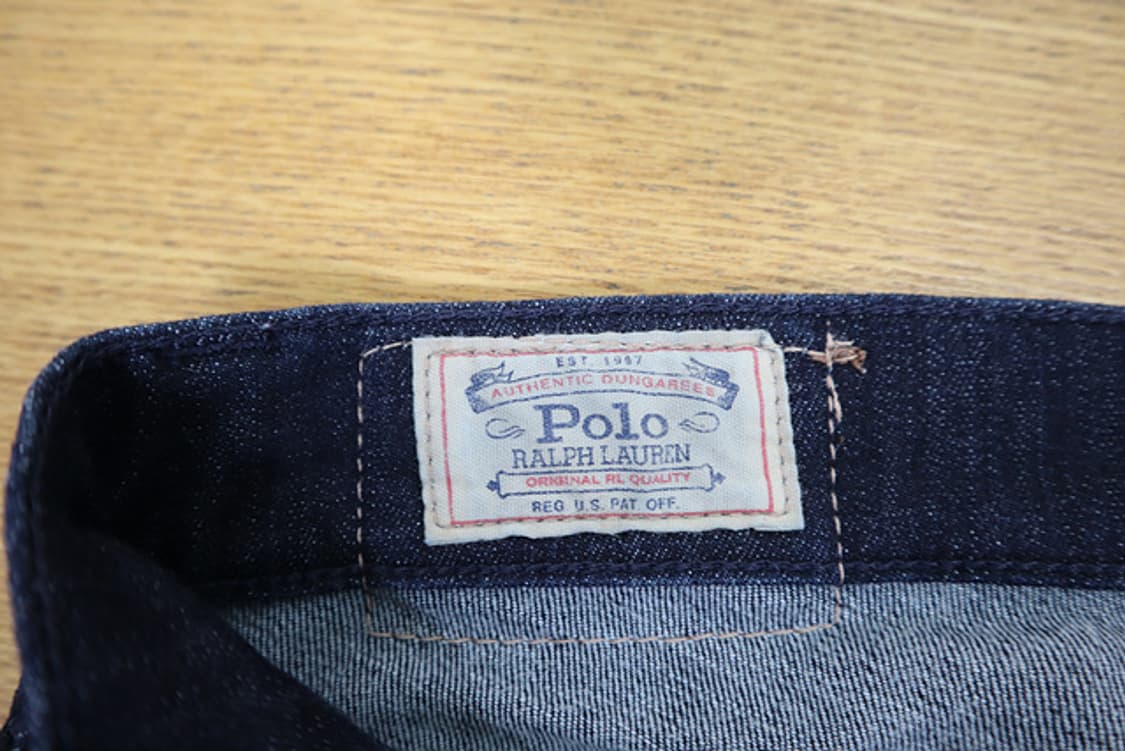 EST. 1967
AUTHENTIC DUNGAREES
Polo
RALPH LAUREN
ORIGINAL RL QUALITY
REG. U.S. PAT. OFF.